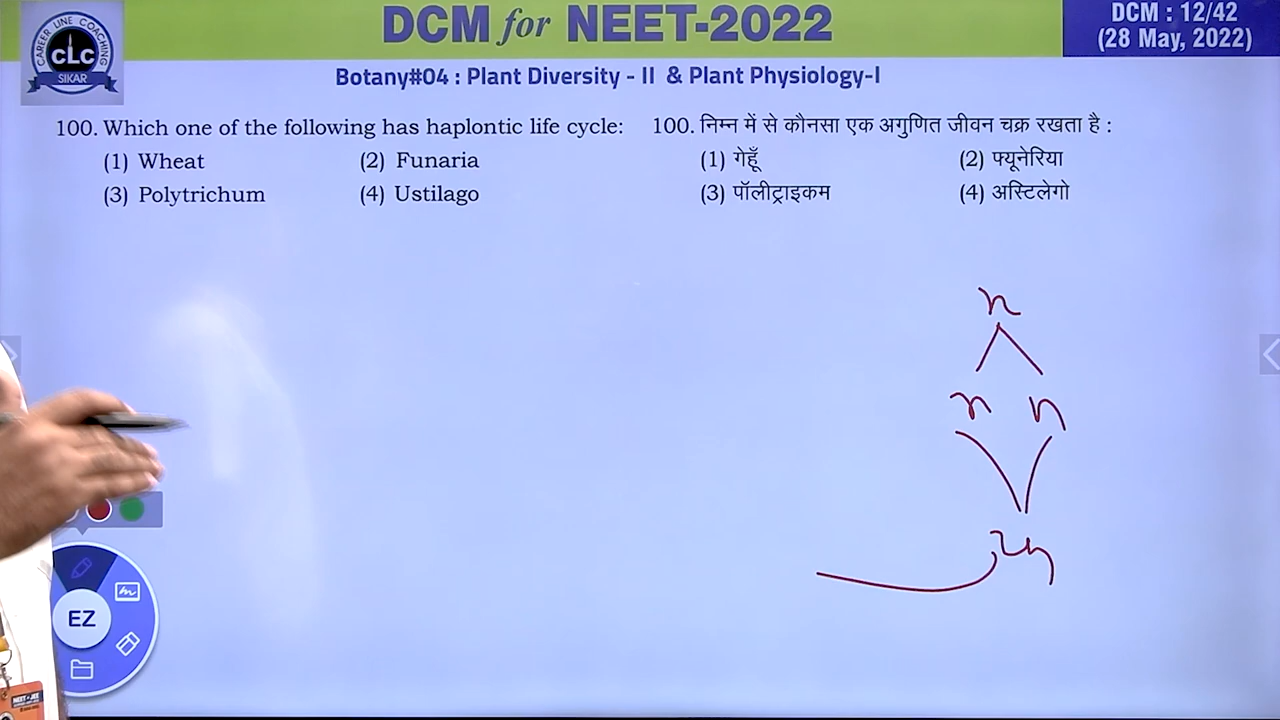 DCM for NEET-2022
DCM : 12/42
(28 May, 2022)
CAREER LINE COACHING
CLC
SIKAR
Botany#04 : Plant Diversity - II & Plant Physiology-I
100. Which one of the following has haplontic life cycle:
(1) Wheat (2) Funaria
(3) Polytrichum (4) Ustilago
100. निम्न में से कौनसा एक अगुणित जीवन चक्र रखता है :
(1) गेहूँ (2) फ्यूनेरिया
(3) पॉलीट्राइकम (4) अस्टिलेगो
n
n n
2n
EZ
NEET JEE